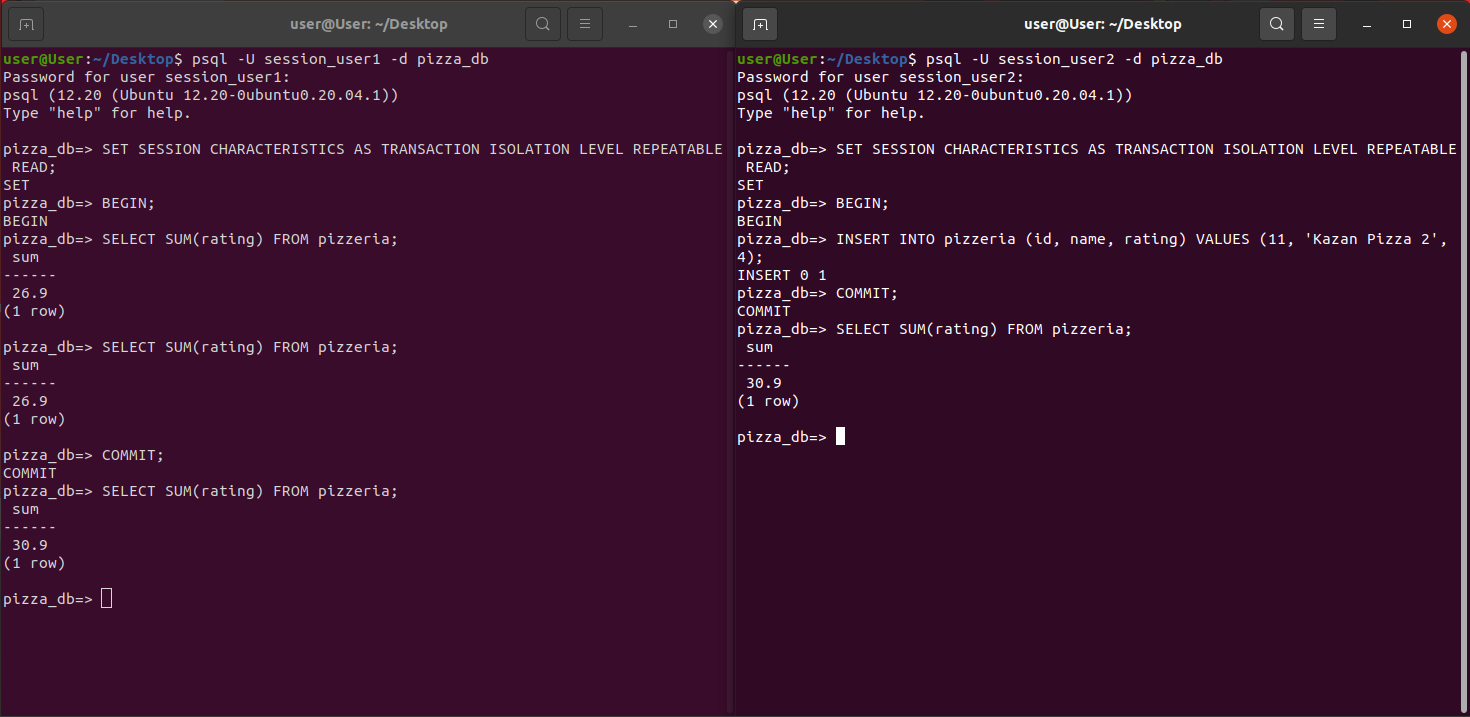 user@User: ~/Desktop
user@User:~/Desktop$ psql -U session_user1 -d pizza_db
Password for user session_user1:
psql (12.20 (Ubuntu 12.20-0ubuntu0.20.04.1))
Type "help" for help.
pizza_db=> SET SESSION CHARACTERISTICS AS TRANSACTION ISOLATION LEVEL REPEATABLE
 READ;
SET
pizza_db=> BEGIN;
BEGIN
pizza_db=> SELECT SUM(rating) FROM pizzeria;
 sum
------
 26.9
(1 row)
pizza_db=> SELECT SUM(rating) FROM pizzeria;
 sum
------
 26.9
(1 row)
pizza_db=> COMMIT;
COMMIT
pizza_db=> SELECT SUM(rating) FROM pizzeria;
 sum
------
 30.9
(1 row)
pizza_db=>
user@User: ~/Desktop
user@User:~/Desktop$ psql -U session_user2 -d pizza_db
Password for user session_user2:
psql (12.20 (Ubuntu 12.20-0ubuntu0.20.04.1))
Type "help" for help.
pizza_db=> SET SESSION CHARACTERISTICS AS TRANSACTION ISOLATION LEVEL REPEATABLE
 READ;
SET
pizza_db=> BEGIN;
BEGIN
pizza_db=> INSERT INTO pizzeria (id, name, rating) VALUES (11, 'Kazan Pizza 2',
4);
INSERT 0 1
pizza_db=> COMMIT;
COMMIT
pizza_db=> SELECT SUM(rating) FROM pizzeria;
 sum
------
 30.9
(1 row)
pizza_db=>